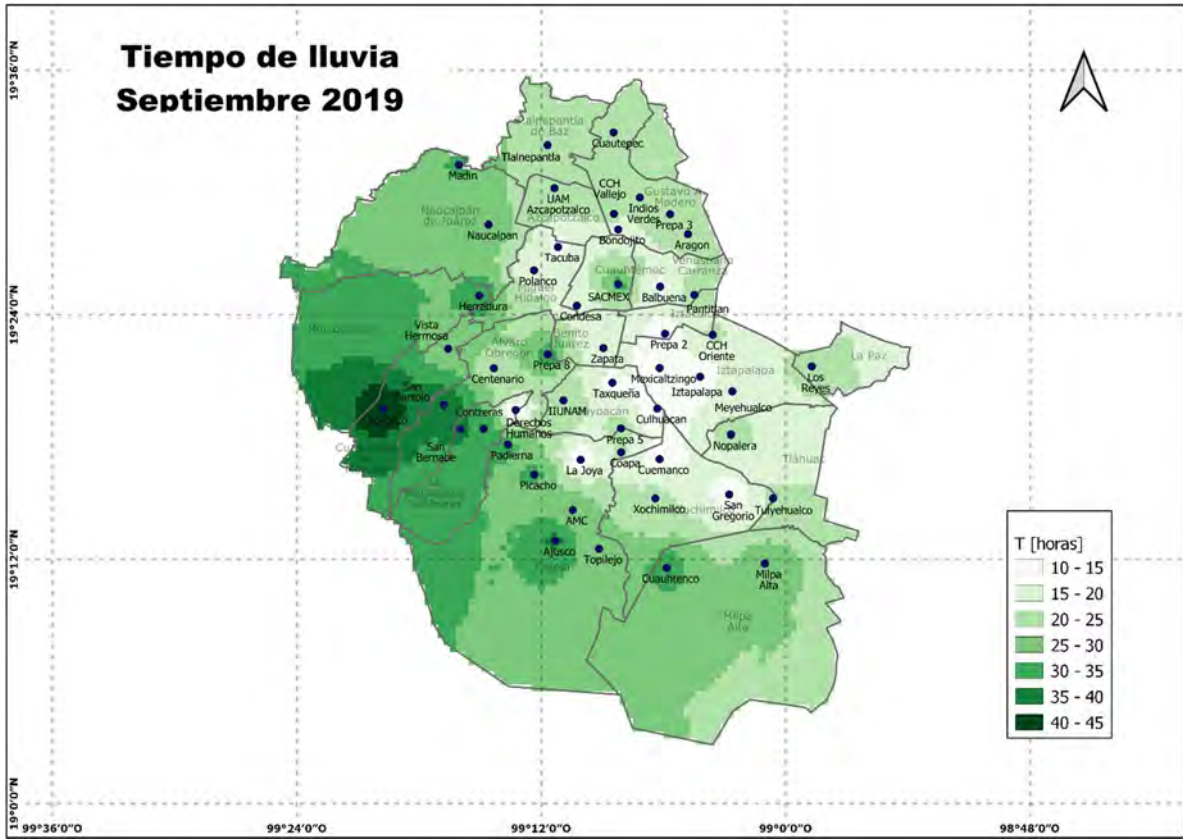 Tiempo de lluvia
Septiembre 2019
19°36'0"N
19°24'0"N
19°12'0"N
19°0'0"N
99°36'0"O
99°24'0"O
99°12'0"O
99°0'0"O
98°48'0"O
Tlalnepantla
de Baz
Cuautepec
Tlalnepantla
Madin
CCH
Vallejo
Gustavo A.
Madero
UAM
Azcapotzalco
Azcapotzalco
Indios
Verdes
Prepa 3
Naucalpan
de Juárez
Naucalpan
Bondojito
Aragon
Tacuba
Venustiano
Carranza
Cuauhtémoc
Polanco
Miguel
Hidalgo
SACMEX
Balbuena
Pantitlan
Herradura
Condesa
Vista
Hermosa
Alvaro
Obregón
Benito
Juárez
Prepa 2
CCH
Oriente
La Paz
Prepa 8
Zapata
Iztapalapa
Centenario
Mexicaltzingo
Los
Reyes
Taxqueña
Iztapalapa
San
Bartolo
Meyehualco
Contreras
IIUNAM
Coyoacán
Derechos
Humanos
Culhuacan
San
Bernabe
Padierna
Prepa 5
Nopalera
Coapa
La Joya
Cuemanco
Tláhuac
Picacho
Xochimilco
San
Gregorio
Tulyehualco
AMC
Ajusco
Topilejo
Cuauhtenco
Milpa
Alta
Milpa
Alta
T [horas]
10 - 15
15 - 20
20 - 25
25 - 30
30 - 35
35 - 40
40 - 45